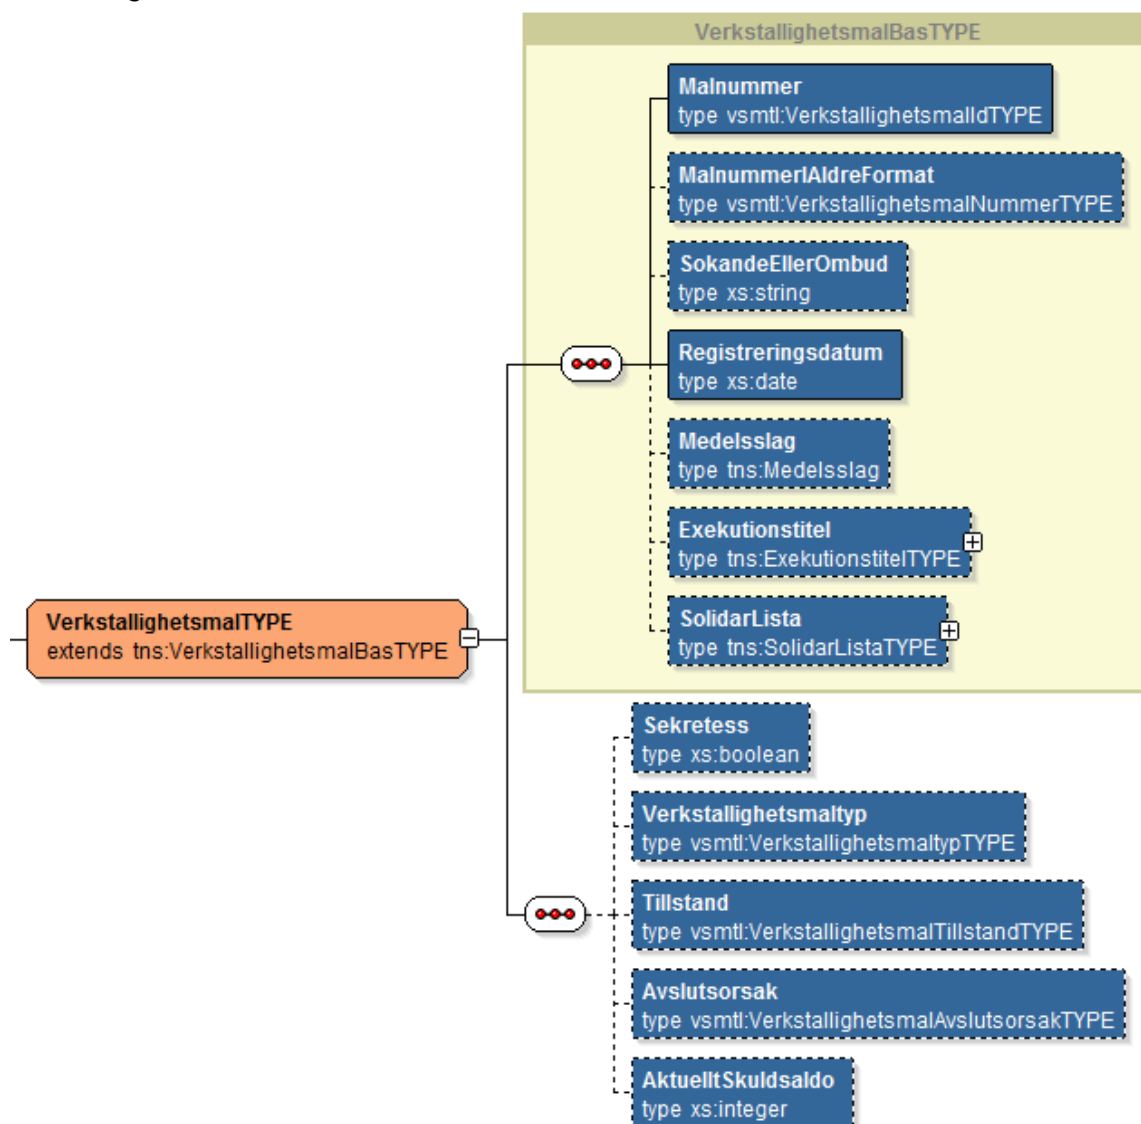 VerkstallighetsmalBasTYPE
Malnummer
type vsmtl:VerkstallighetsmalIdTYPE
MalnummerIAldreFormat
type vsmtl:VerkstallighetsmalNummerTYPE
SokandeEllerOmbud
type xs:string
Registreringsdatum
type xs:date
Medelsslag
type tns:Medelsslag
Exekutionstitel
type tns:ExekutionstitelTYPE
SolidarLista
type tns:SolidarListaTYPE
VerkstallighetsmalTYPE
extends tns:VerkstallighetsmalBasTYPE
Sekretess
type xs:boolean
Verkstallighetsmaltyp
type vsmtl:VerkstallighetsmaltypTYPE
Tillstand
type vsmtl:VerkstallighetsmalTillstandTYPE
Avslutsorsak
type vsmtl:VerkstallighetsmalAvslutsorsakTYPE
AktuelltSkuldsaldo
type xs:integer